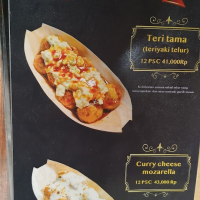 Teri tama
(teriyaki telur)
12 PSC 41,000Rp
Curry cheese
mozarella
12 PSC 43,000 Rp